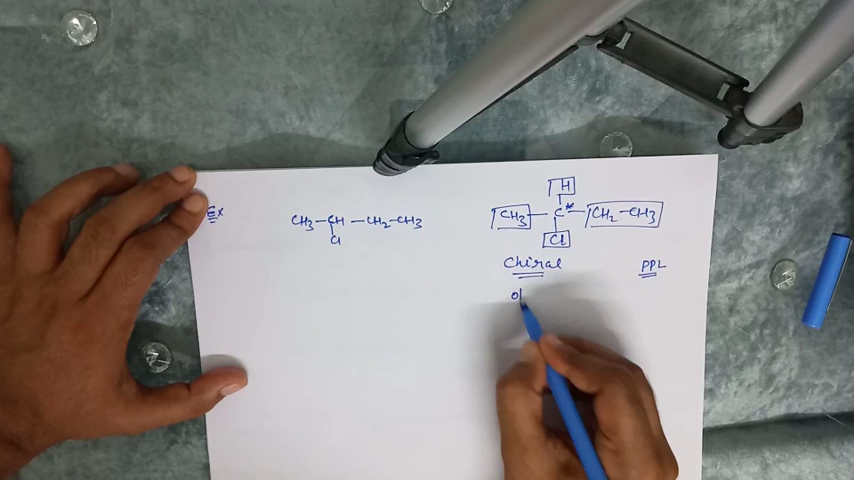 Ex
CH3-CH-CH2-CH3
Cl
H
CH3-C*-CH2-CH3
Cl
Chiral
PPL